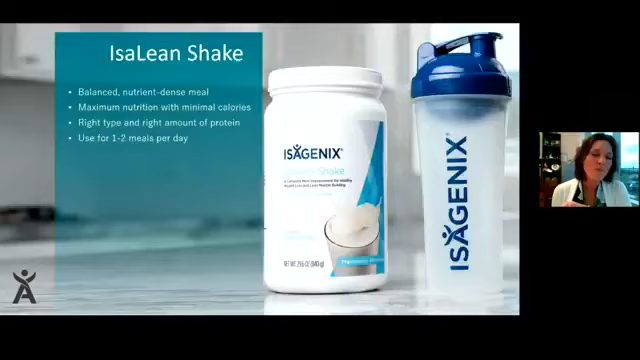 IsaLean Shake
• Balanced, nutrient-dense meal
• Maximum nutrition with minimal calories
• Right type and right amount of protein
• Use for 1-2 meals per day
ISAGENIX®
Shake
NET WT.
ISAGENIX®